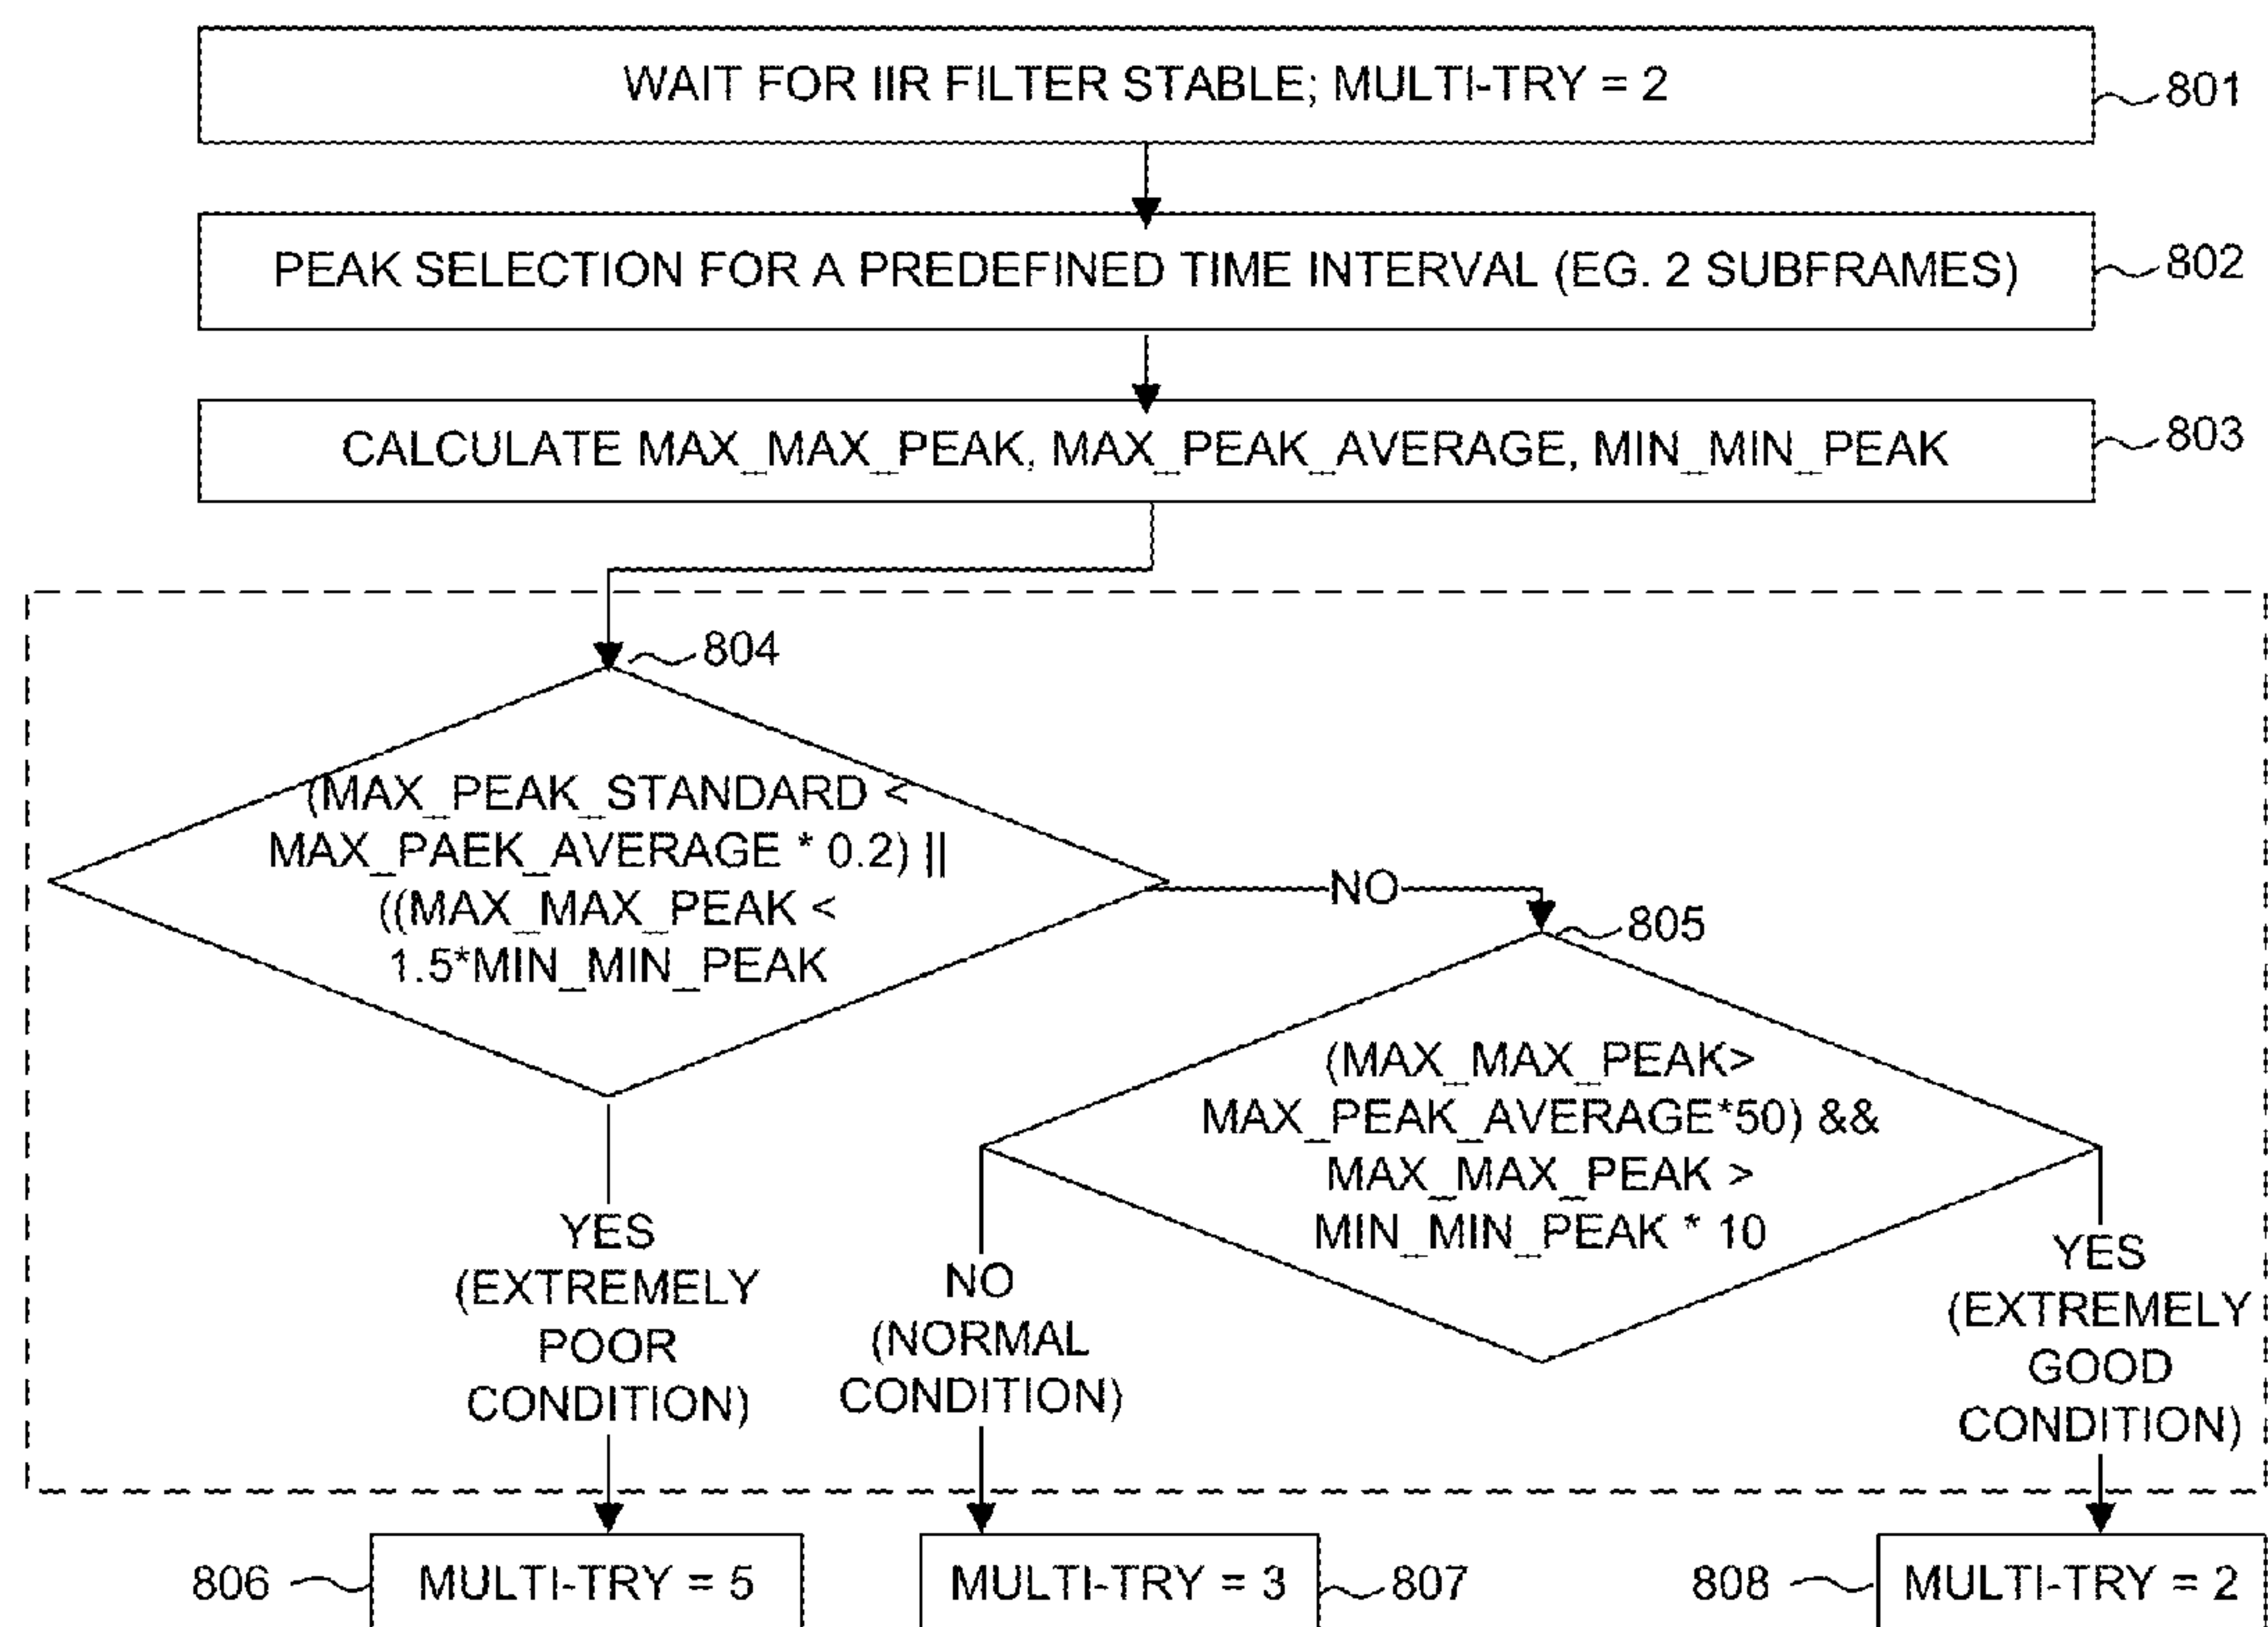 WAIT FOR IIR FILTER STABLE; MULTI-TRY = 2
801
PEAK SELECTION FOR A PREDEFINED TIME INTERVAL (EG. 2 SUBFRAMES)
802
CALCULATE MAX_MAX_PEAK, MAX_PEAK_AVERAGE, MIN_MIN_PEAK
803
804
(MAX_PEAK_STANDARD <
MAX_PAEK_AVERAGE * 0.2) ||
((MAX_MAX_PEAK <
1.5*MIN_MIN_PEAK
NO
805
(MAX_MAX_PEAK>
MAX_PEAK_AVERAGE*50) &&
MAX_MAX_PEAK >
MIN_MIN_PEAK * 10
YES
(EXTREMELY
POOR
CONDITION)
NO
(NORMAL
CONDITION)
YES
(EXTREMELY
GOOD
CONDITION)
806
MULTI-TRY = 5
MULTI-TRY = 3
807
808
MULTI-TRY = 2